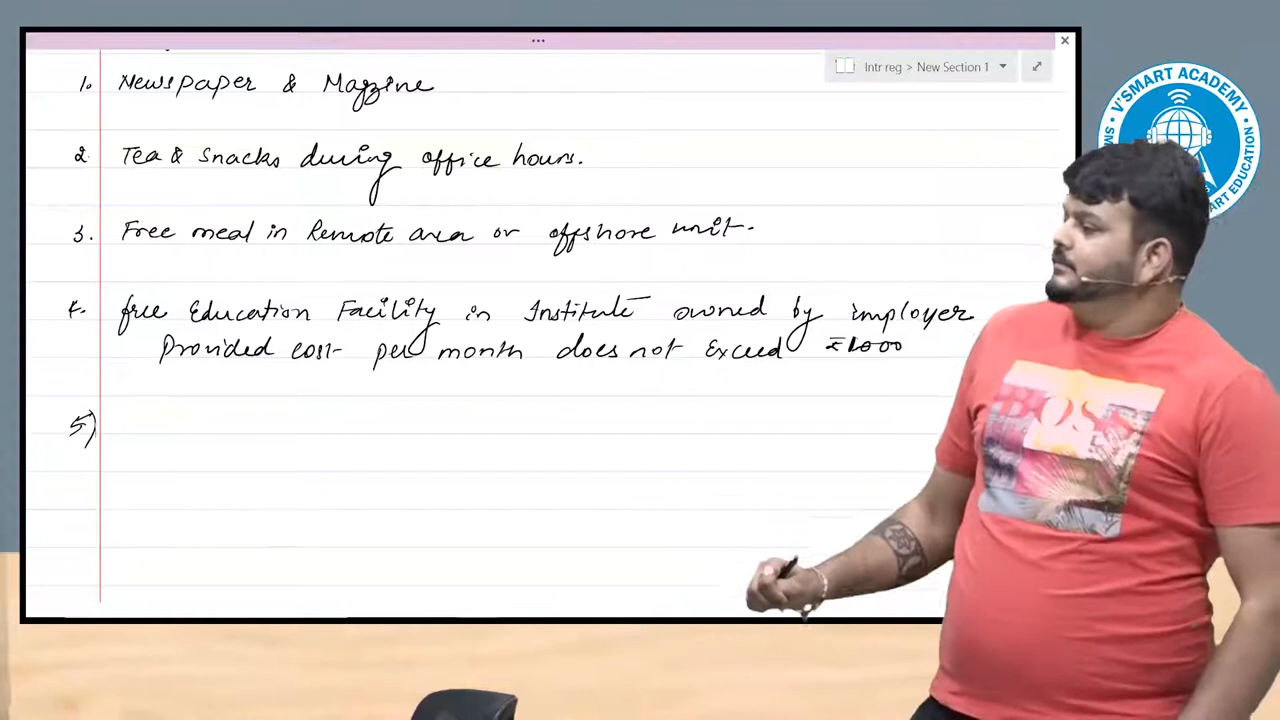 Intr reg > New Section 1
1. Newspaper & Magzine
2. Tea & Snacks during office hours.
3. Free meal in Remote area or offshore unit.
4. free Education Facility in Institute owned by employer
Provided cost per month does not exceed ₹1000
5)
V'SMART ACADEMY
BOSS